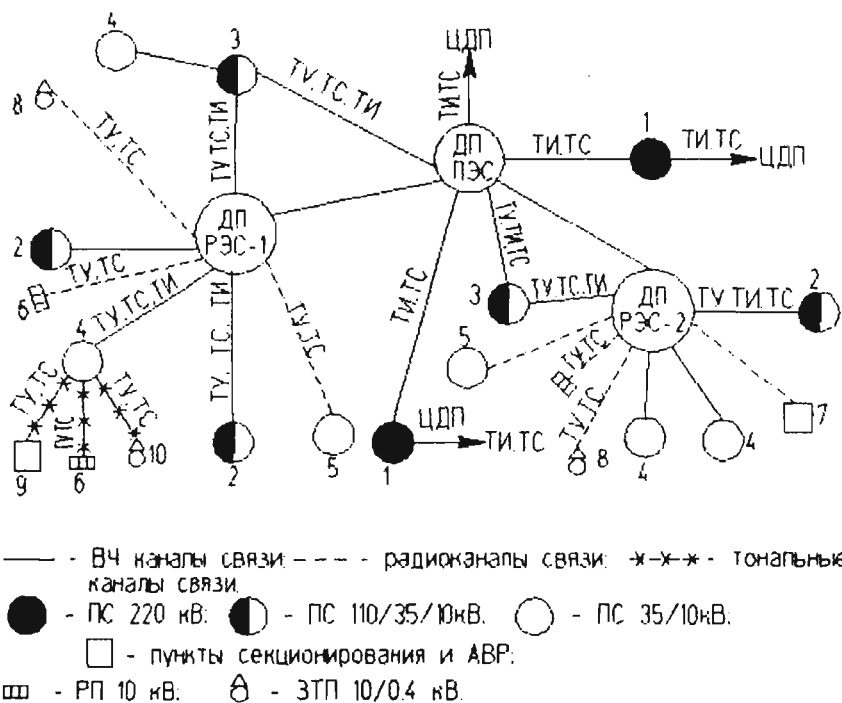 4
3
ЦДП
8
ТУ.ТС
ТУ.ТС.ТИ
ТУ.ТС.ТИ
ТИ.ТС
ДП
ПЭС
ТИ.ТС
1
ТИ.ТС
ЦДП
ДП
РЭС-1
2
ТУ.ТС
6
ТУ.ТС.ТИ
4
ТУ.ТС.ТИ
ТУ.ТС
ТИ.ТС
ТУ.ТИ.ТС
3
ТУ.ТС.ТИ
ДП
РЭС-2
ТУ ТИ.ТС
2
5
ТУ.ТС
ТУ.ТС
ТУ.ТС
ТУ.ТС
ТУ.ТС
9
6
10
2
5
ЦДП
1
ТИ.ТС
8
4
4
7
—— - ВЧ каналы связи: - - - - - радиоканалы связи: -×-×-× - тональные
каналы связи.
- ПС 220 кВ: - ПС 110/35/10кВ. - ПС 35/10кВ:
- пункты секционирования и АВР:
- РП 10 кВ: - ЗТП 10/0.4 кВ.